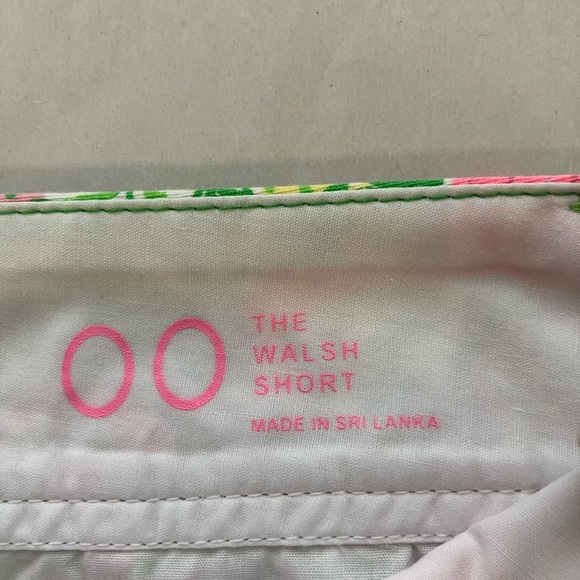 00
THE
WALSH
SHORT
MADE IN SRI LANKA